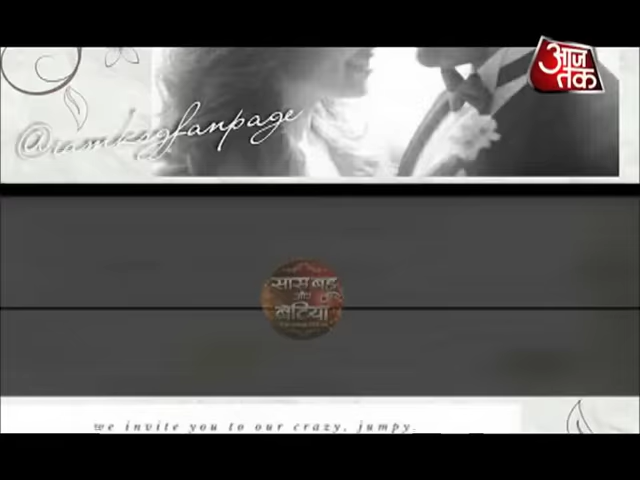 आज
तक
@iamksgfanpage
सास बहू
और
बेटियां
we invite you to our crazy, jumpy,